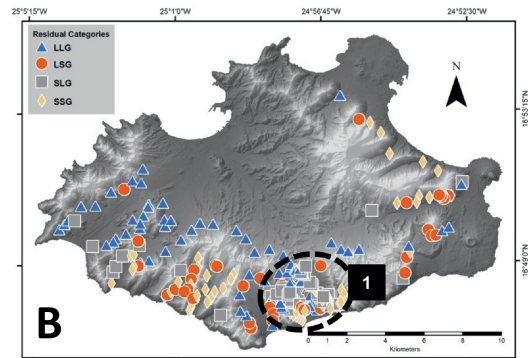 25°5'15"W 25°1'0"W 24°56'45"W 24°52'30"W
Residual Categories
LLG
LSG
SLG
SSG
N
16°53'15"N
16°49'0"N
1
B
0 1 2 4 6 8 10
Kilometers